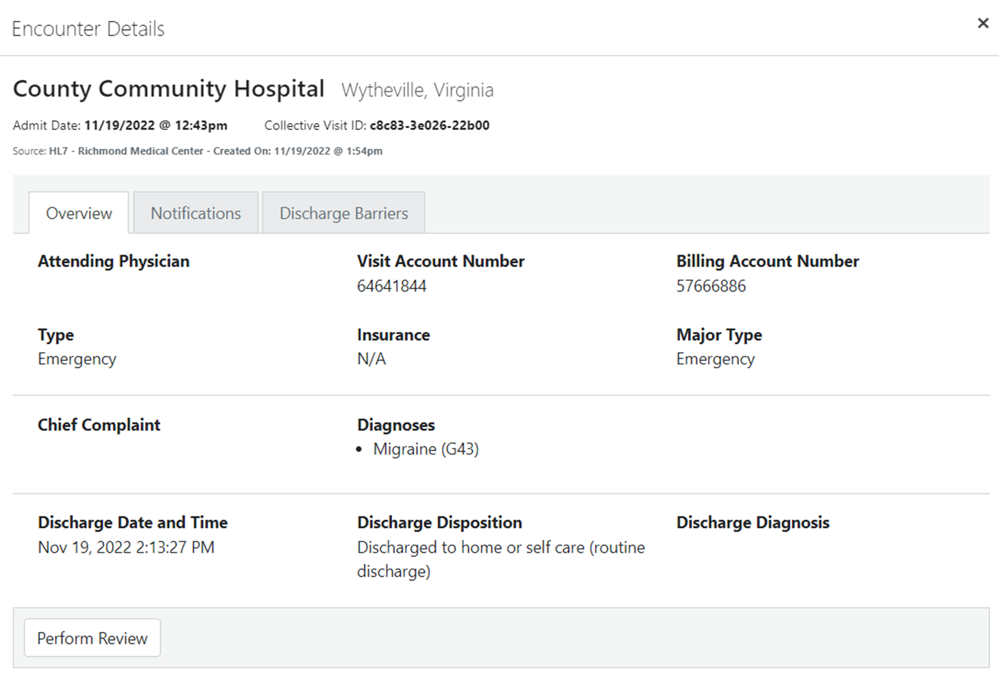 Encounter Details
×
County Community Hospital Wytheville, Virginia
Admit Date: 11/19/2022 @ 12:43pm Collective Visit ID: c8c83-3e026-22b00
Source: HL7 - Richmond Medical Center - Created On: 11/19/2022 @ 1:54pm
Overview Notifications Discharge Barriers
Attending Physician Visit Account Number Billing Account Number
64641844 57666886
Type Insurance Major Type
Emergency N/A Emergency
Chief Complaint Diagnoses
• Migraine (G43)
Discharge Date and Time Discharge Disposition Discharge Diagnosis
Nov 19, 2022 2:13:27 PM Discharged to home or self care (routine
discharge)
Perform Review